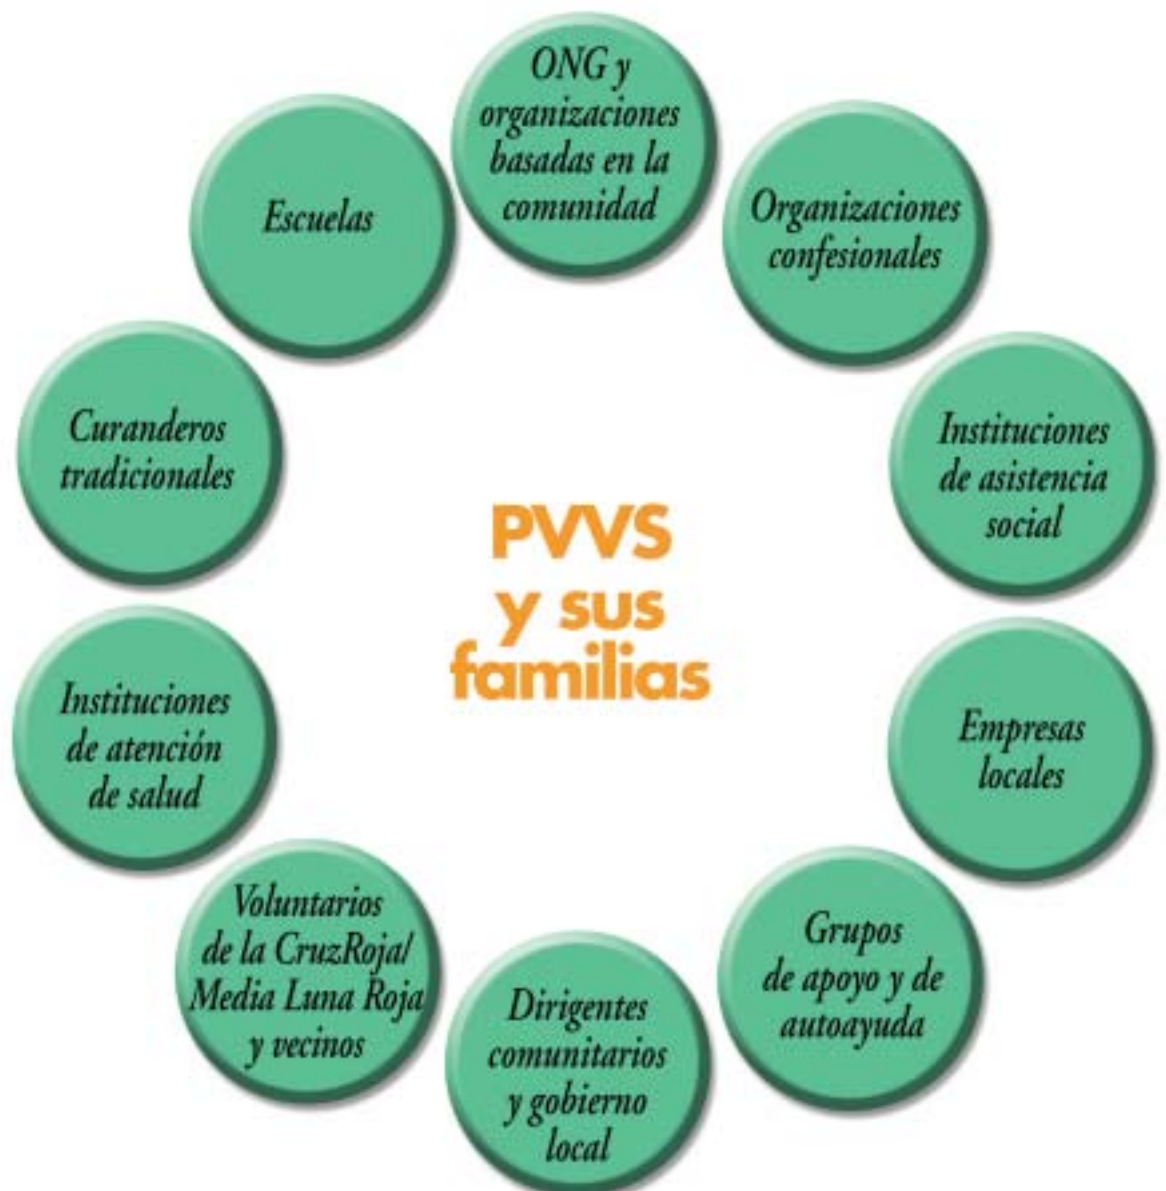 ONG y
organizaciones
basadas en la
comunidad
Organizaciones
confesionales
Instituciones
de asistencia
social
Empresas
locales
Grupos
de apoyo y de
autoayuda
Dirigentes
comunitarios
y gobierno
local
Voluntarios
de la CruzRoja/
Media Luna Roja
y vecinos
Instituciones
de atención
de salud
Curanderos
tradicionales
Escuelas
PVVS
y sus
familias